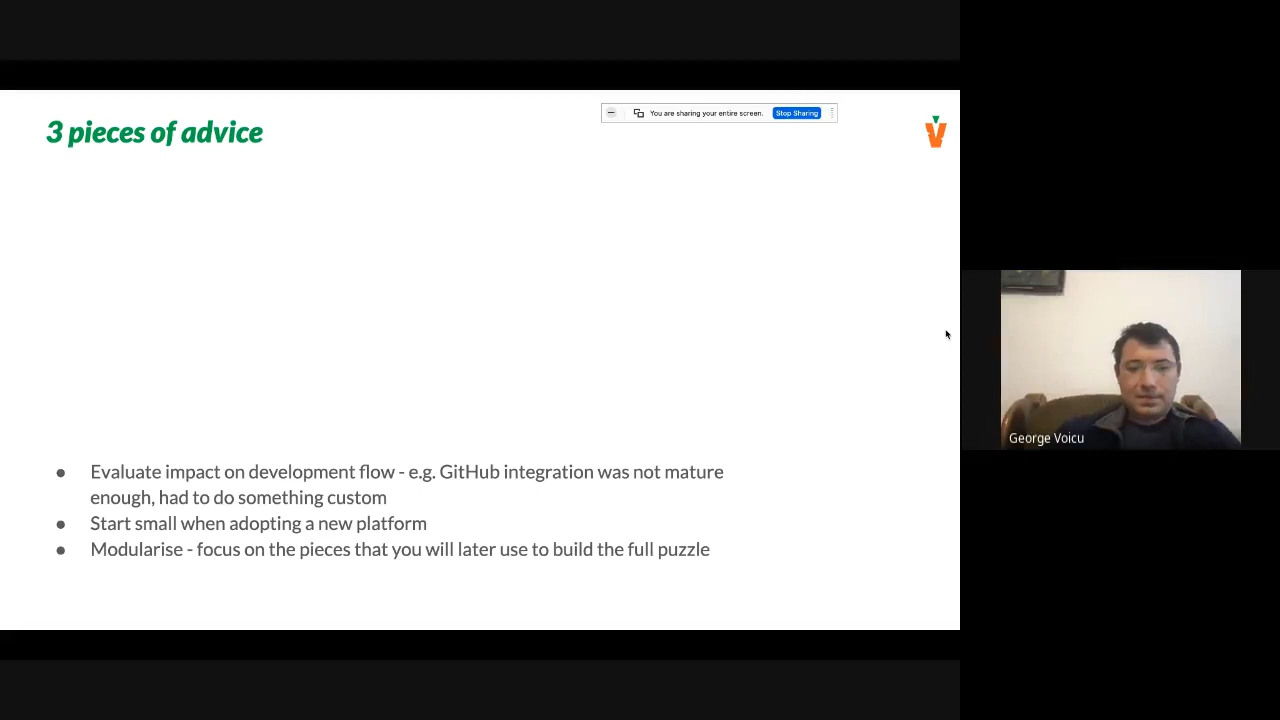 3 pieces of advice
You are sharing your entire screen.
Stop Sharing
George Voicu
● Evaluate impact on development flow - e.g. GitHub integration was not mature
enough, had to do something custom
● Start small when adopting a new platform
● Modularise - focus on the pieces that you will later use to build the full puzzle